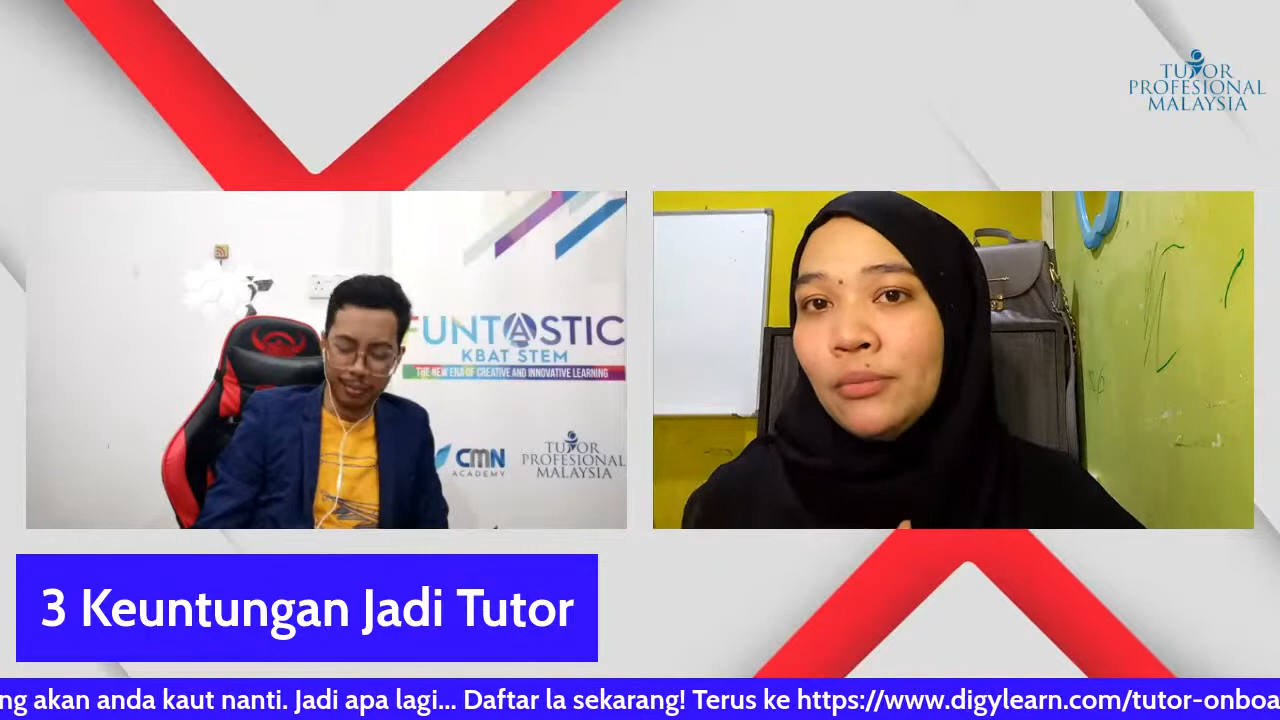 TUTOR
PROFESIONAL
MALAYSIA
FUNTASTIC
KBAT STEM
THE NEW ERA OF CREATIVE AND INNOVATIVE LEARNING
CMN
ACADEMY
TUTOR
PROFESIONAL
MALAYSIA
3 Keuntungan Jadi Tutor
ng akan anda kaut nanti. Jadi apa lagi... Daftar la sekarang! Terus ke https://www.digylearn.com/tutor-onboa